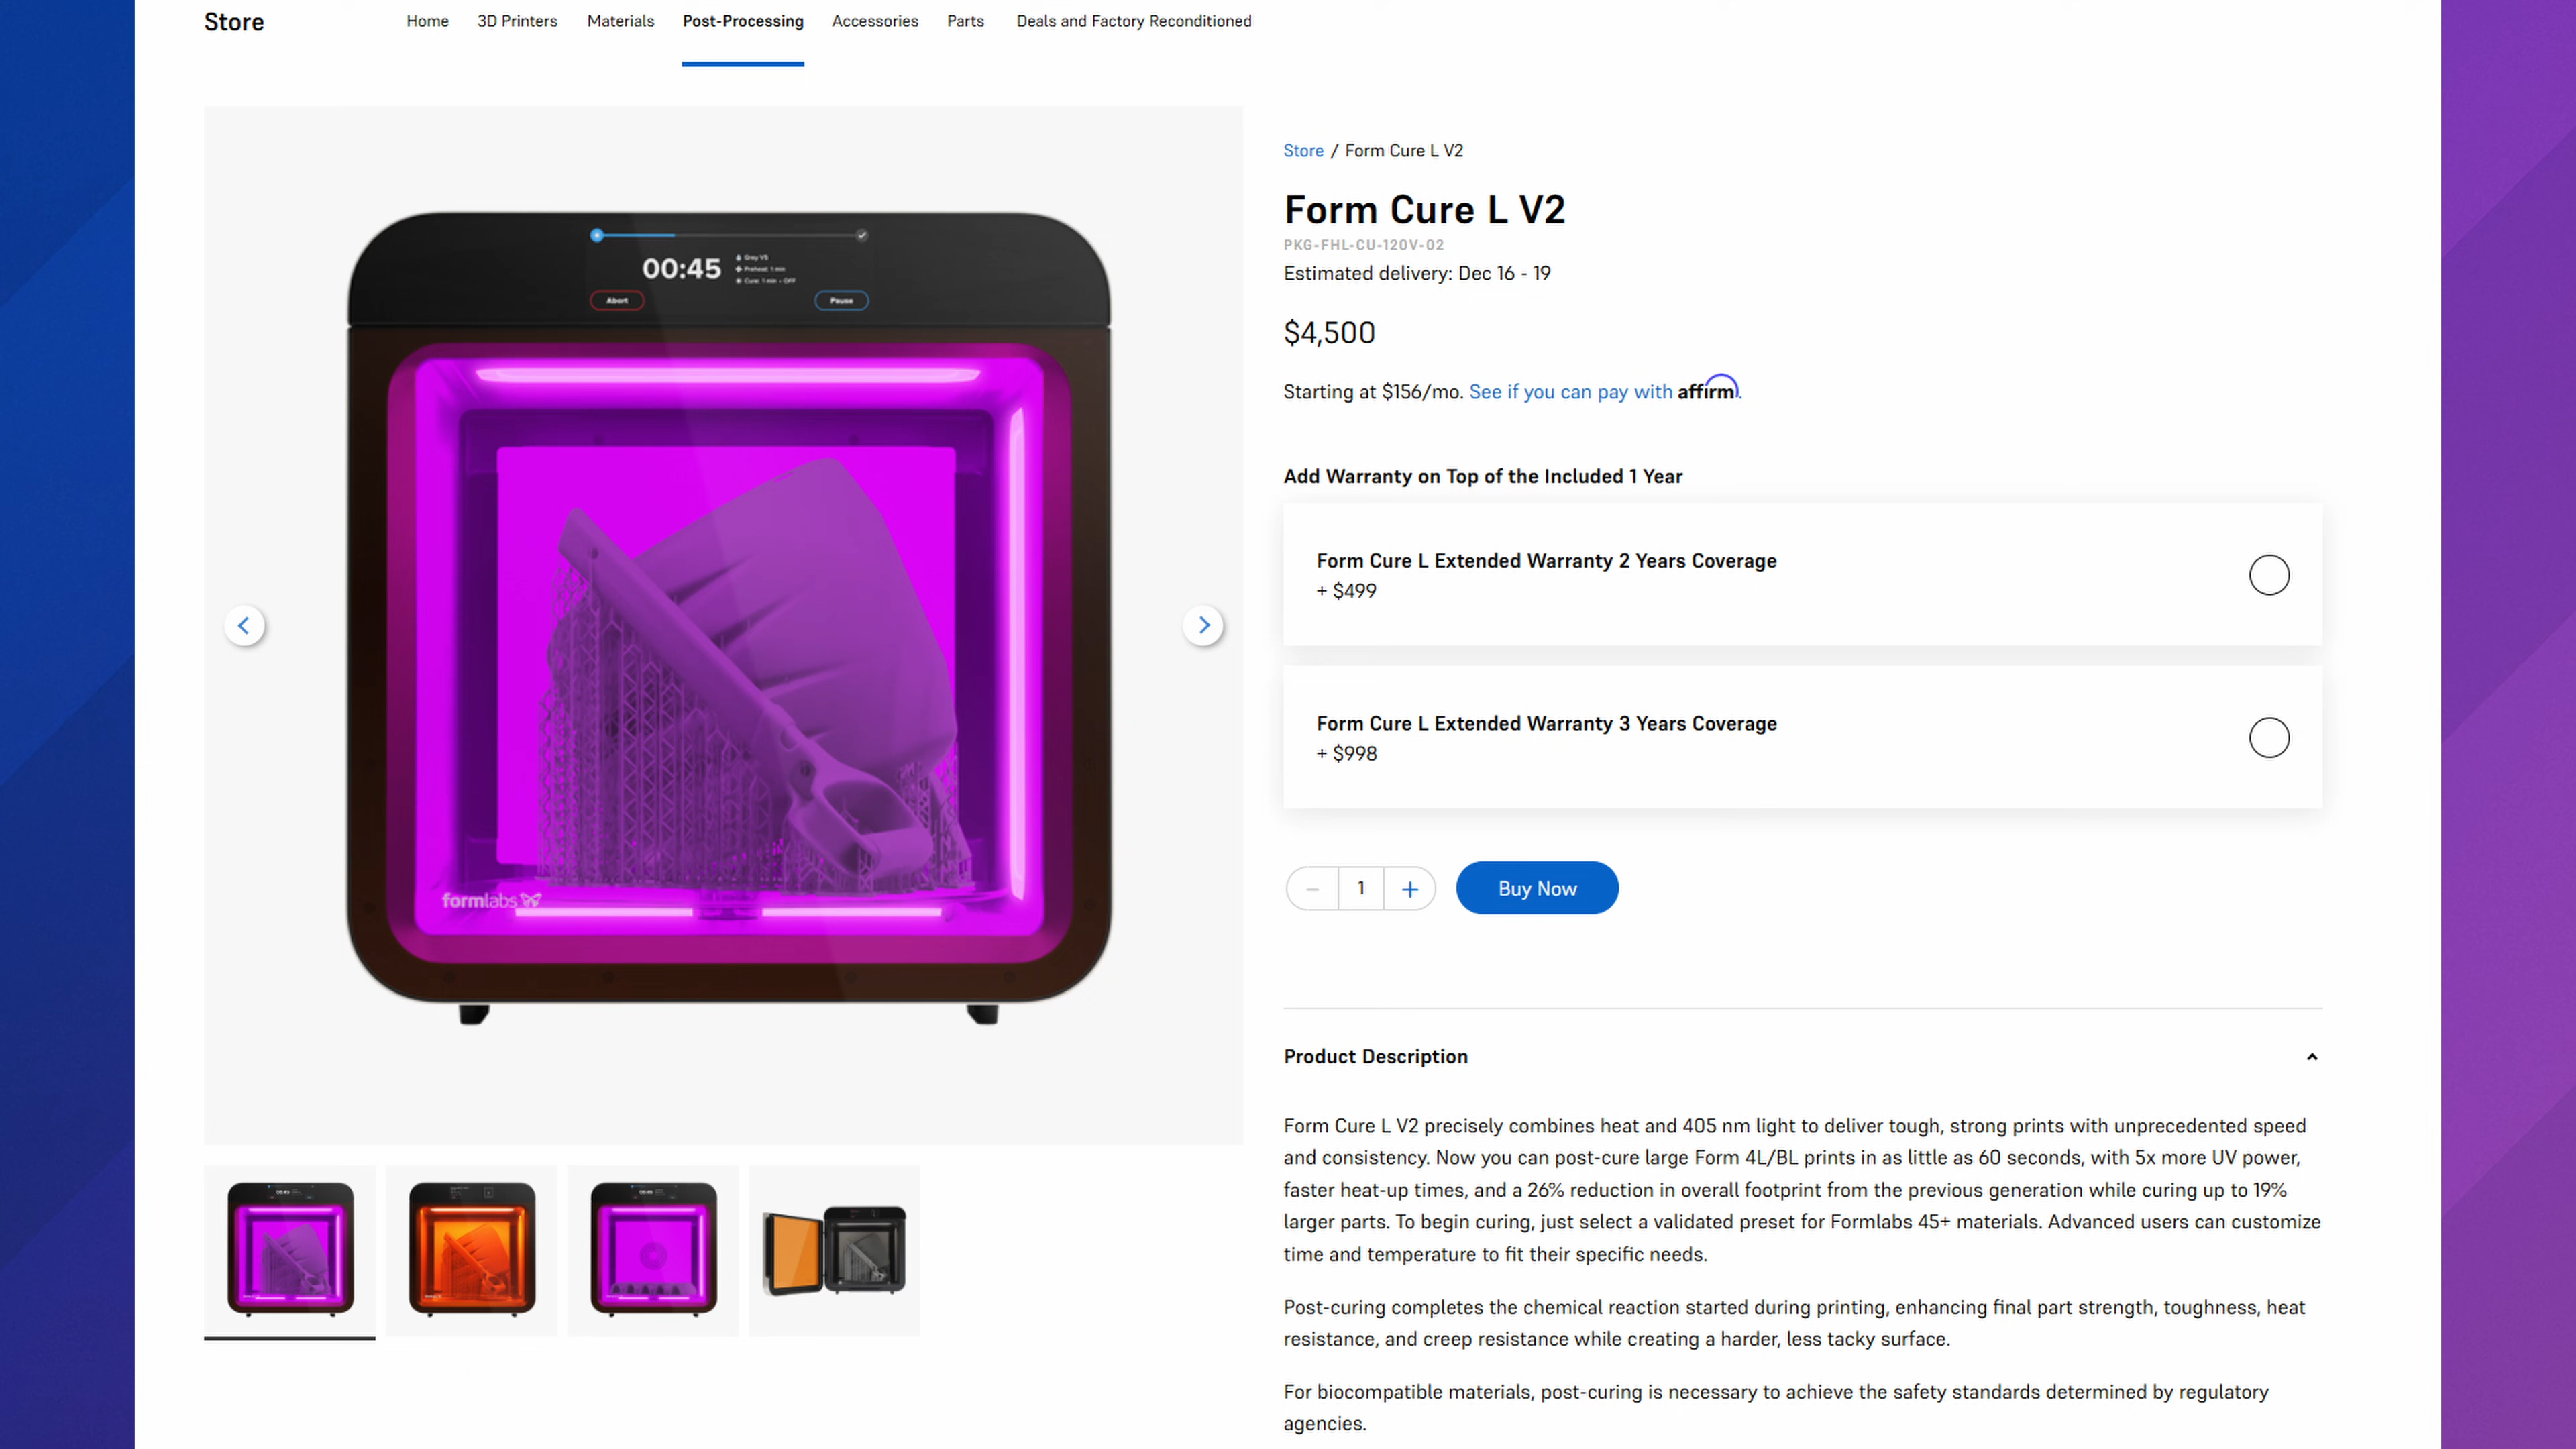 Store
Home
3D Printers
Materials
Post-Processing
Accessories
Parts
Deals and Factory Reconditioned
00:45
Grey V5
Preheat: 1 min
Cure: 1 min • OFF
Abort
Pause
formlabs
Store / Form Cure L V2
Form Cure L V2
PKG-FHL-CU-120V-02
Estimated delivery: Dec 16 - 19
$4,500
Starting at $156/mo. See if you can pay with affirm.
Add Warranty on Top of the Included 1 Year
Form Cure L Extended Warranty 2 Years Coverage
+ $499
Form Cure L Extended Warranty 3 Years Coverage
+ $998
1
Buy Now
Product Description
Form Cure L V2 precisely combines heat and 405 nm light to deliver tough, strong prints with unprecedented speed
and consistency. Now you can post-cure large Form 4L/BL prints in as little as 60 seconds, with 5x more UV power,
faster heat-up times, and a 26% reduction in overall footprint from the previous generation while curing up to 19%
larger parts. To begin curing, just select a validated preset for Formlabs 45+ materials. Advanced users can customize
time and temperature to fit their specific needs.
Post-curing completes the chemical reaction started during printing, enhancing final part strength, toughness, heat
resistance, and creep resistance while creating a harder, less tacky surface.
For biocompatible materials, post-curing is necessary to achieve the safety standards determined by regulatory
agencies.